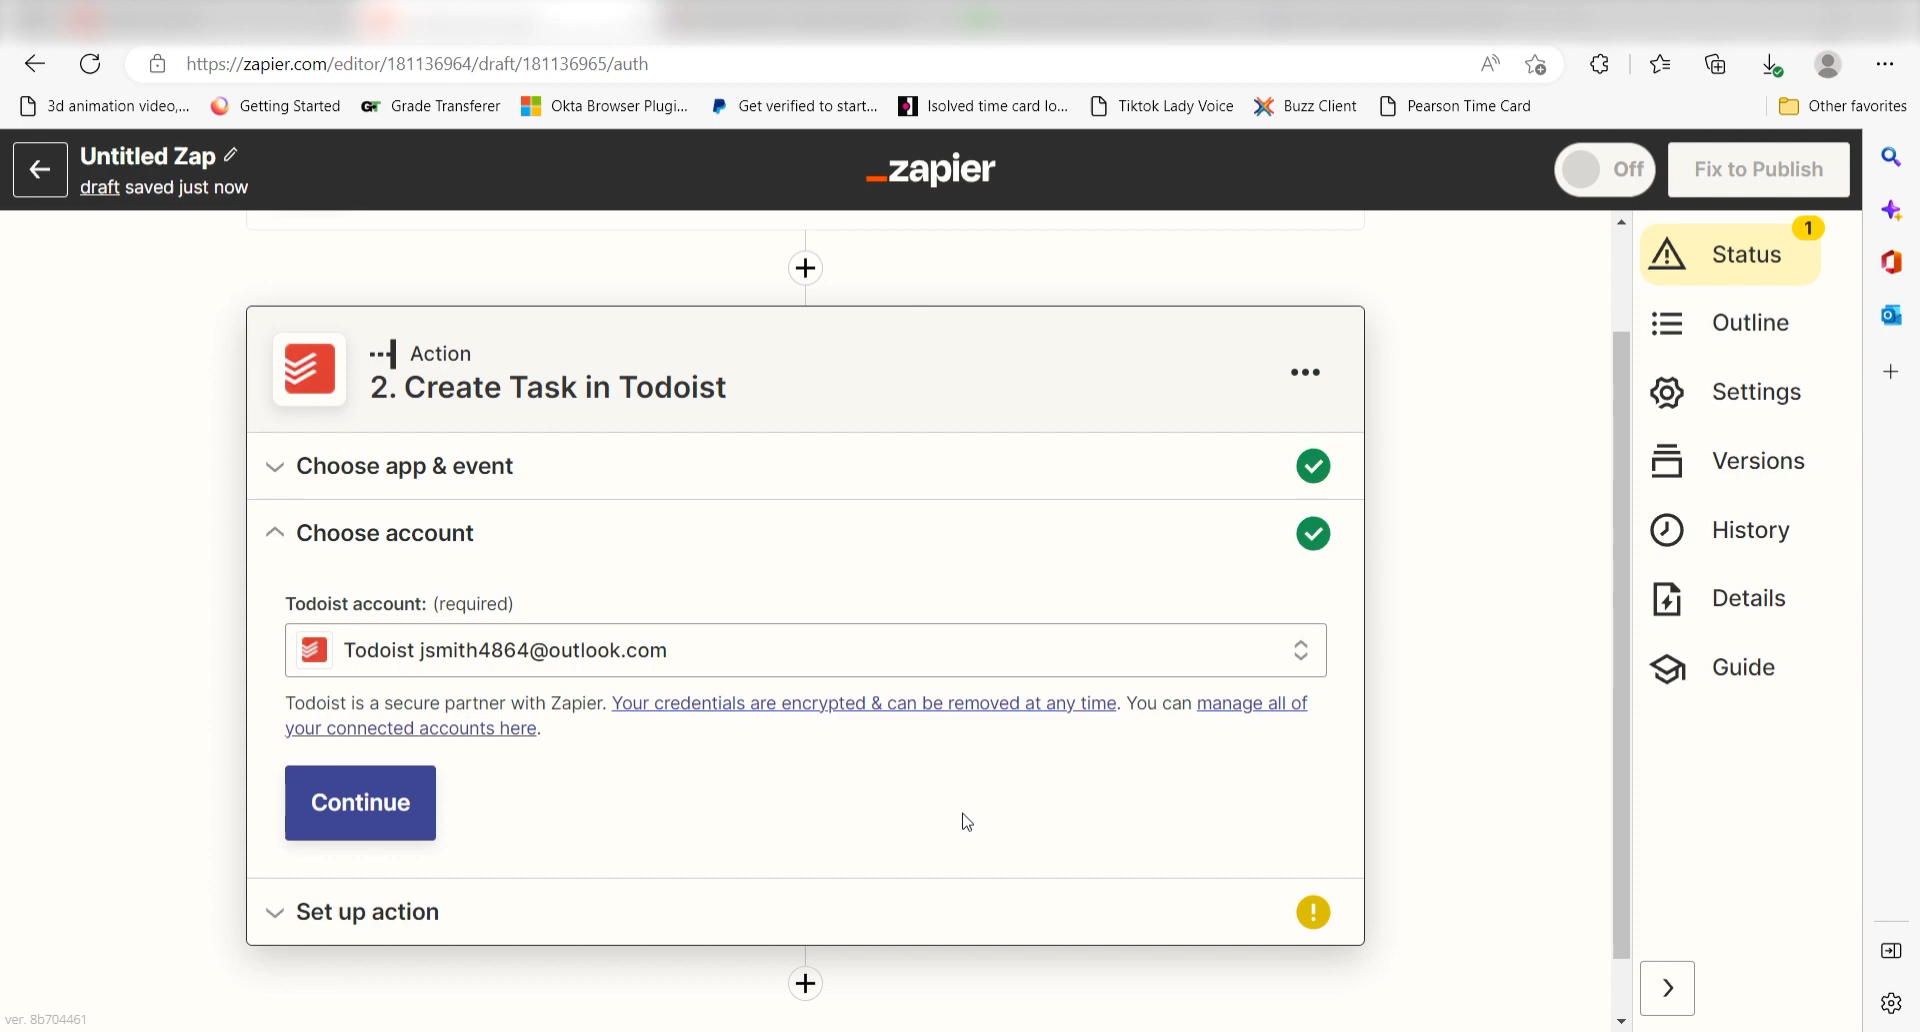 https://zapier.com/editor/181136964/draft/181136965/auth
3d animation video,... Getting Started Grade Transferer Okta Browser Plugi... Get verified to start... Isolved time card lo... Tiktok Lady Voice Buzz Client Pearson Time Card Other favorites
Untitled Zap
draft saved just now
_zapier
Off
Fix to Publish
1
Status
Outline
Settings
Versions
History
Details
Guide
Action
2. Create Task in Todoist
Choose app & event
Choose account
Todoist account: (required)
Todoist jsmith4864@outlook.com
Todoist is a secure partner with Zapier. Your credentials are encrypted & can be removed at any time. You can manage all of
your connected accounts here.
Continue
Set up action
ver. 8b704461